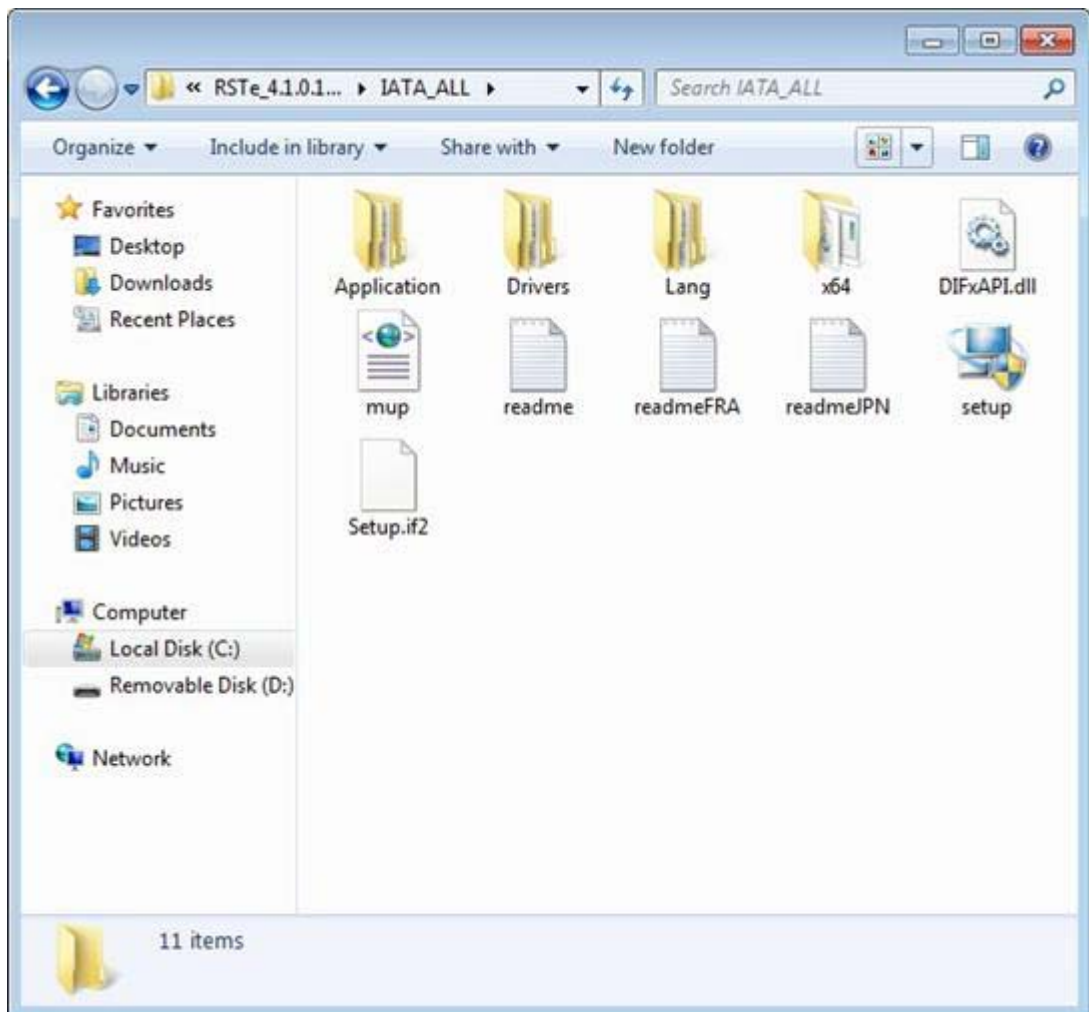 « RSTe_4.1.0.1... ▸ IATA_ALL ▸
Search IATA_ALL
Organize
Include in library
Share with
New folder
Favorites
Desktop
Downloads
Recent Places
Libraries
Documents
Music
Pictures
Videos
Computer
Local Disk (C:)
Removable Disk (D:)
Network
Application
Drivers
Lang
x64
DIFxAPI.dll
mup
readme
readmeFRA
readmeJPN
setup
Setup.if2
11 items